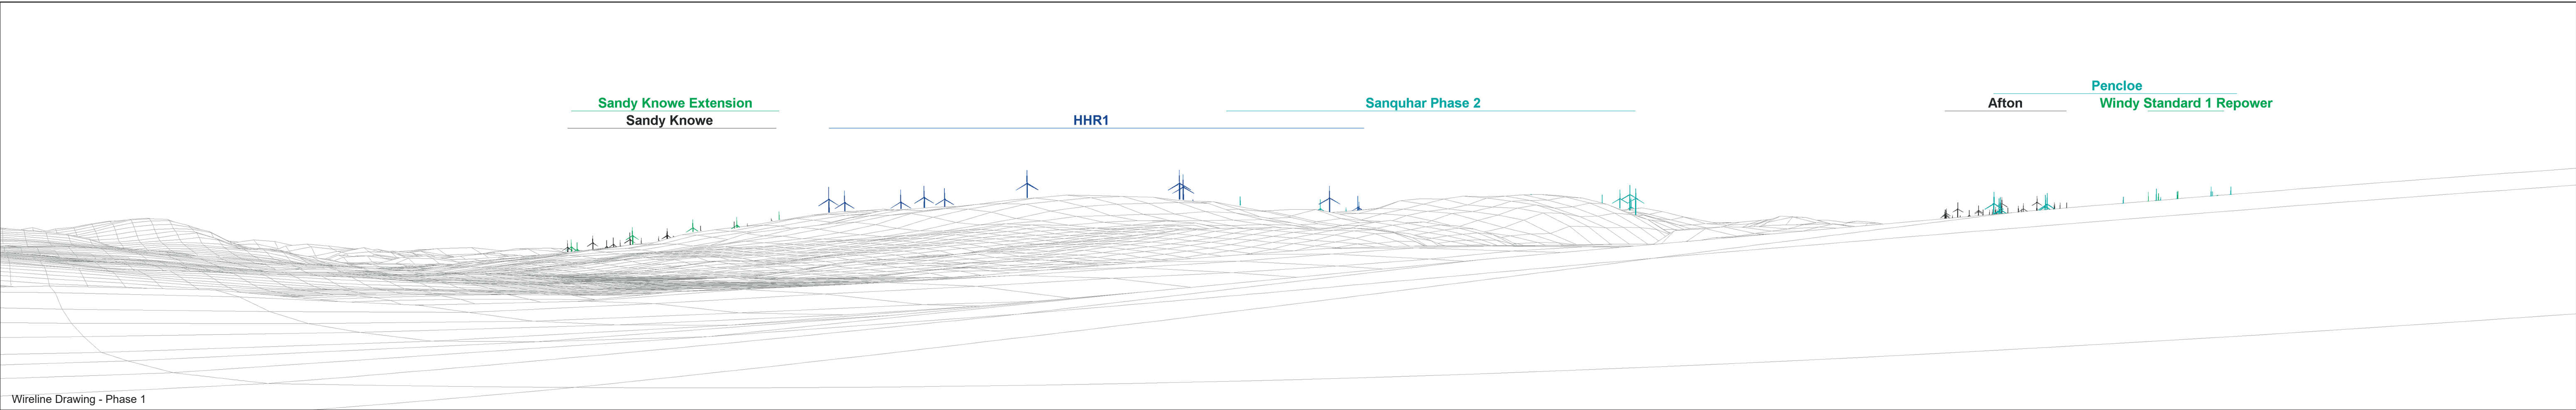 Pencloe
Sandy Knowe Extension
Sanquhar Phase 2
Afton
Windy Standard 1 Repower
Sandy Knowe
HHR1
Wireline Drawing - Phase 1